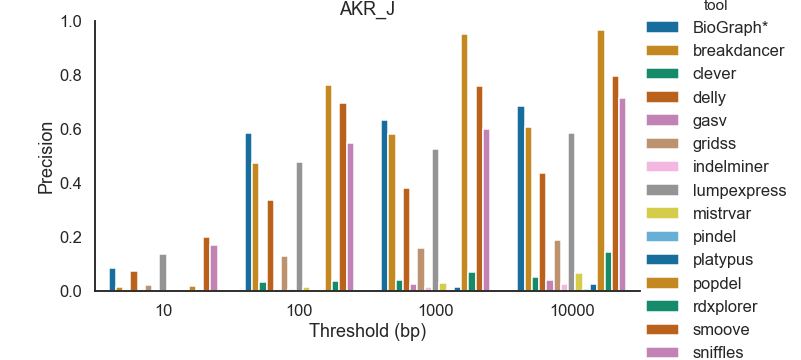 AKR_J
tool
1.0
0.8
0.6
0.4
0.2
0.0
Precision
10
100
1000
10000
Threshold (bp)
BioGraph*
breakdancer
clever
delly
gasv
gridss
indelminer
lumpexpress
mistrvar
pindel
platypus
popdel
rdxplorer
smoove
sniffles